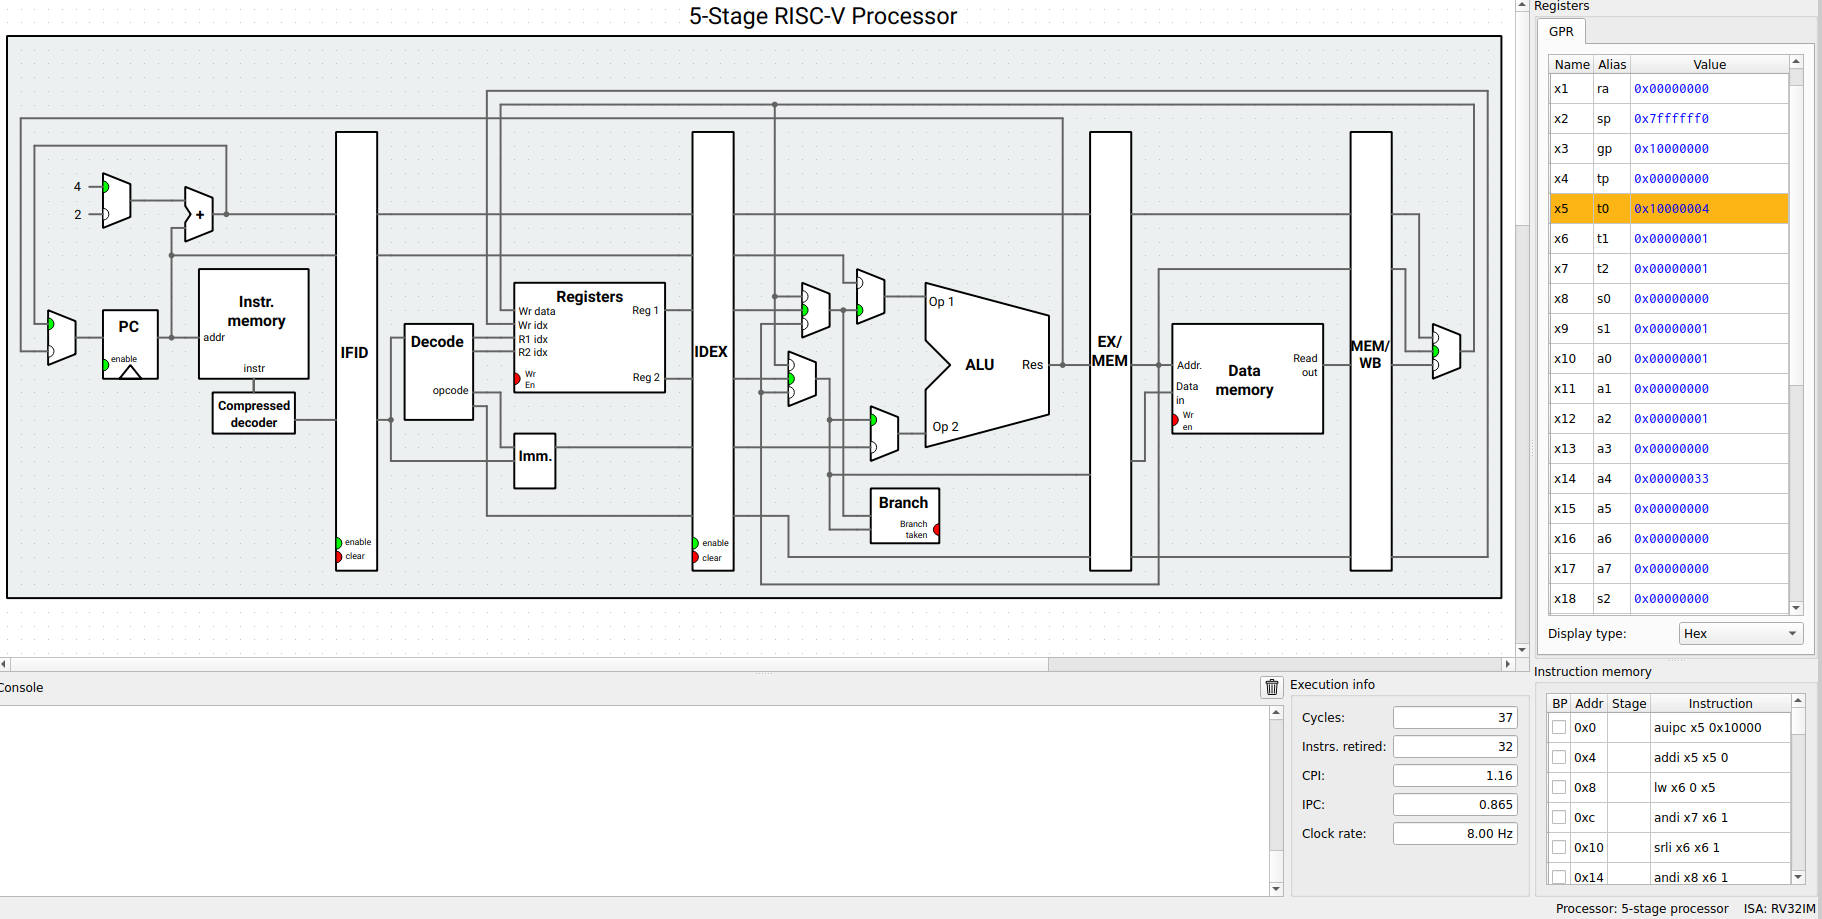 5-Stage RISC-V Processor
4
2
+
PC
enable
Instr.
memory
addr
instr
Compressed
decoder
IFID
enable
clear
Decode
opcode
Registers
Wr data
Wr idx
R1 idx
R2 idx
Wr
En
Reg 1
Reg 2
Imm.
IDEX
enable
clear
Op 1
ALU
Res
Op 2
Branch
Branch
taken
EX/
MEM
Addr.
Data
in
Wr
en
Data
memory
Read
out
MEM/
WB
Registers
GPR
Name Alias Value
x1 ra 0x00000000
x2 sp 0x7ffffff0
x3 gp 0x10000000
x4 tp 0x00000000
x5 t0 0x10000004
x6 t1 0x00000001
x7 t2 0x00000001
x8 s0 0x00000000
x9 s1 0x00000001
x10 a0 0x00000001
x11 a1 0x00000000
x12 a2 0x00000001
x13 a3 0x00000000
x14 a4 0x00000033
x15 a5 0x00000000
x16 a6 0x00000000
x17 a7 0x00000000
x18 s2 0x00000000
Display type: Hex
Console
Execution info
Cycles: 37
Instrs. retired: 32
CPI: 1.16
IPC: 0.865
Clock rate: 8.00 Hz
Instruction memory
BP Addr Stage Instruction
0x0 auipc x5 0x10000
0x4 addi x5 x5 0
0x8 lw x6 0 x5
0xc andi x7 x6 1
0x10 srli x6 x6 1
0x14 andi x8 x6 1
Processor: 5-stage processor ISA: RV32IM